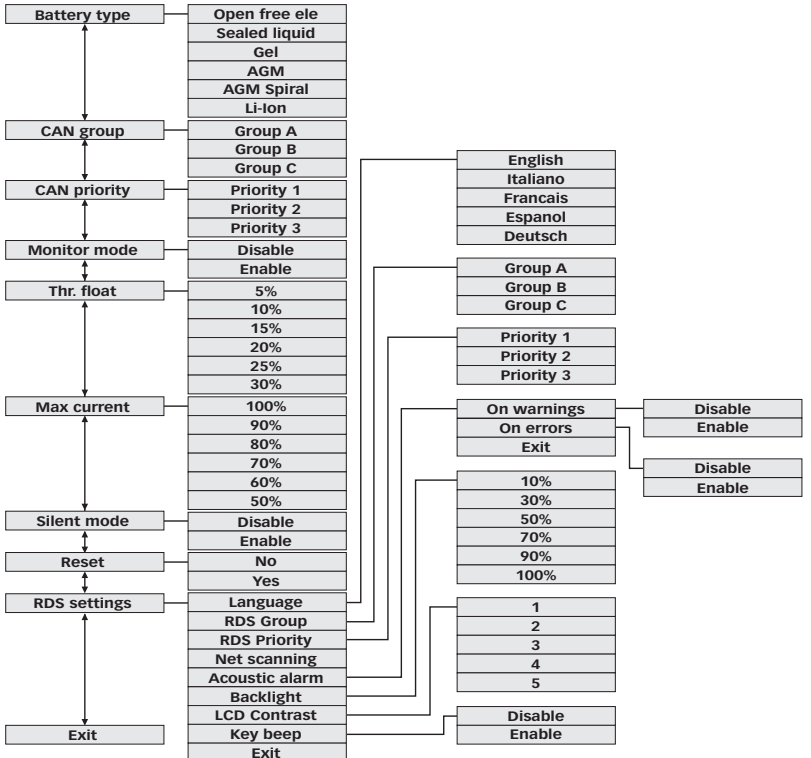 Battery type
Open free ele
Sealed liquid
Gel
AGM
AGM Spiral
Li-Ion
CAN group
Group A
Group B
Group C
CAN priority
Priority 1
Priority 2
Priority 3
Monitor mode
Disable
Enable
Thr. float
5%
10%
15%
20%
25%
30%
Max current
100%
90%
80%
70%
60%
50%
Silent mode
Disable
Enable
Reset
No
Yes
RDS settings
Language
RDS Group
RDS Priority
Net scanning
Acoustic alarm
Backlight
LCD Contrast
Key beep
Exit
Exit
English
Italiano
Francais
Espanol
Deutsch
Group A
Group B
Group C
Priority 1
Priority 2
Priority 3
On warnings
On errors
Exit
Disable
Enable
Disable
Enable
10%
30%
50%
70%
90%
100%
1
2
3
4
5
Disable
Enable